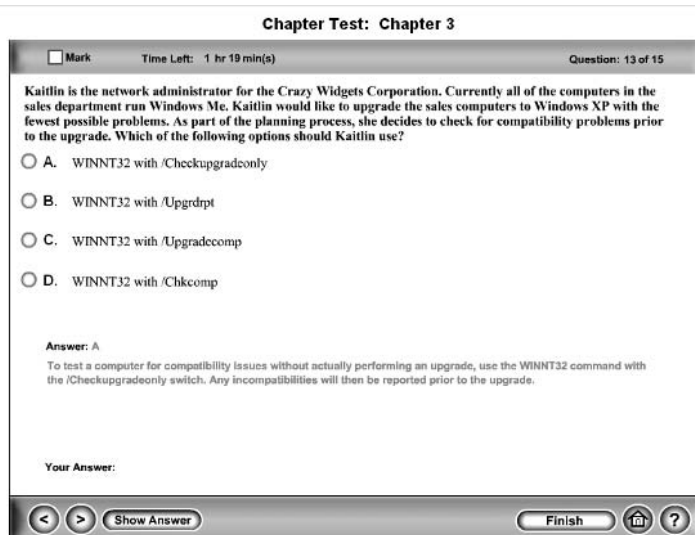 Chapter Test: Chapter 3
Mark Time Left: 1 hr 19 min(s) Question: 13 of 15
Kaitlin is the network administrator for the Crazy Widgets Corporation. Currently all of the computers in the
sales department run Windows Me. Kaitlin would like to upgrade the sales computers to Windows XP with the
fewest possible problems. As part of the planning process, she decides to check for compatibility problems prior
to the upgrade. Which of the following options should Kaitlin use?
A. WINNT32 with /Checkupgradeonly
B. WINNT32 with /Upgrdrpt
C. WINNT32 with /Upgradecomp
D. WINNT32 with /Chkcomp
Answer: A
To test a computer for compatibility issues without actually performing an upgrade, use the WINNT32 command with
the /Checkupgradeonly switch. Any incompatibilities will then be reported prior to the upgrade.
Your Answer:
< > Show Answer Finish ?